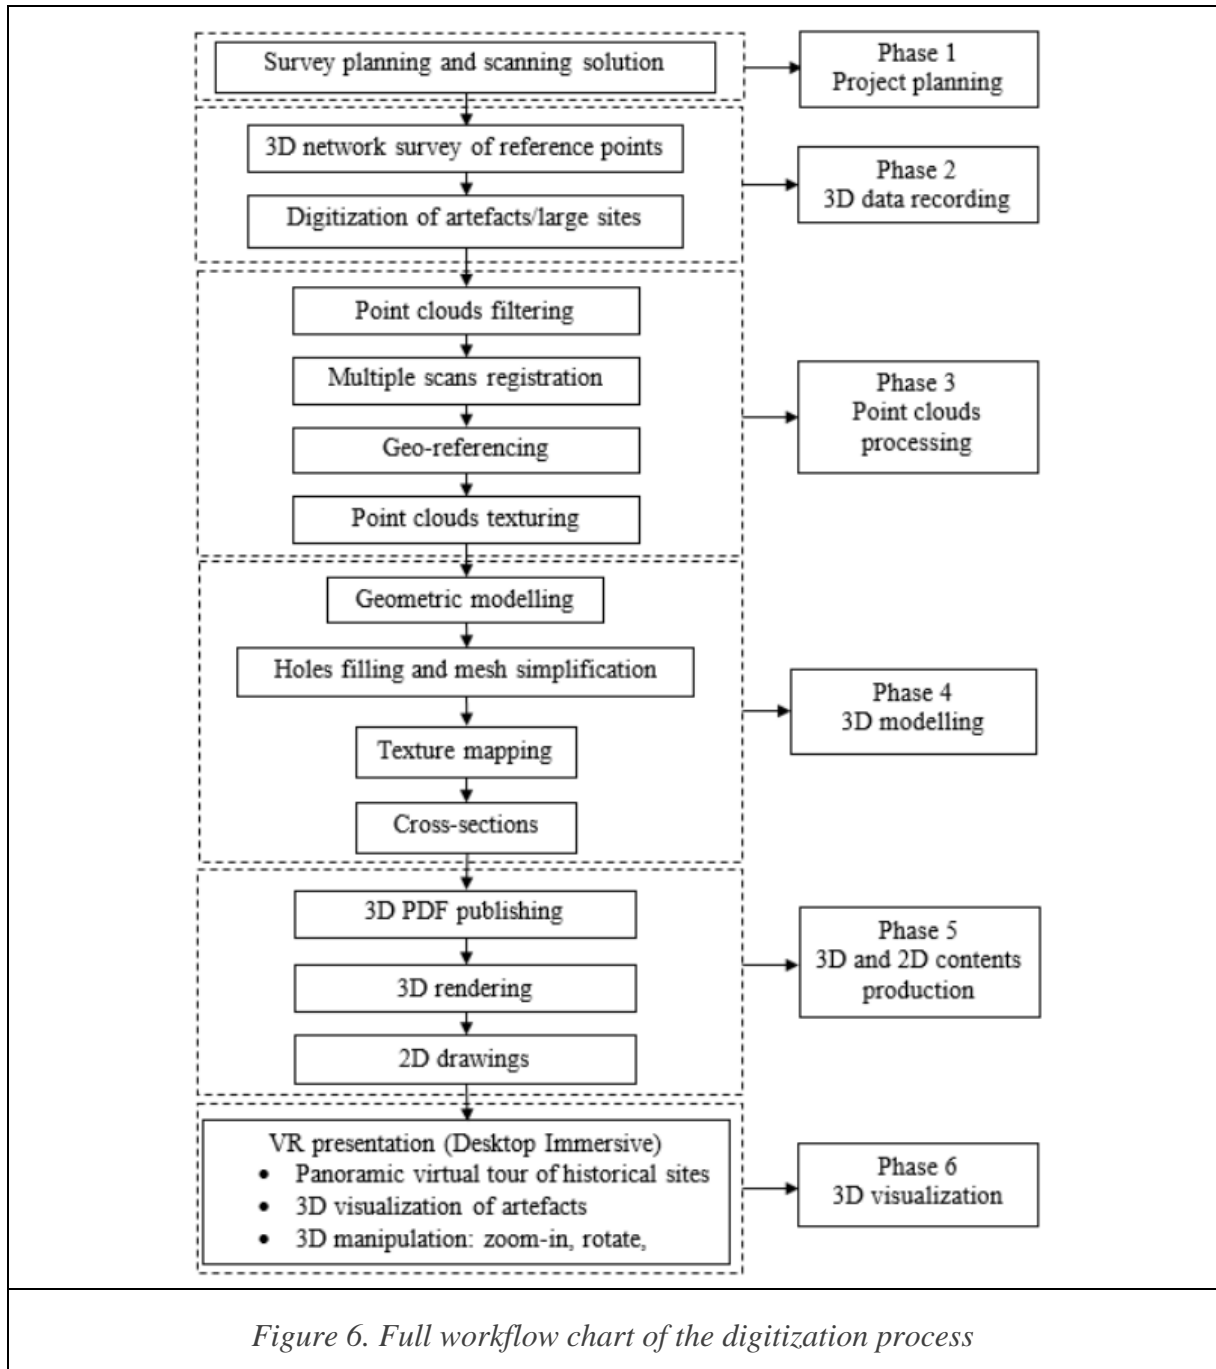 Survey planning and scanning solution
Phase 1
Project planning
3D network survey of reference points
Digitization of artefacts/large sites
Phase 2
3D data recording
Point clouds filtering
Multiple scans registration
Geo-referencing
Point clouds texturing
Phase 3
Point clouds
processing
Geometric modelling
Holes filling and mesh simplification
Texture mapping
Cross-sections
Phase 4
3D modelling
3D PDF publishing
3D rendering
2D drawings
Phase 5
3D and 2D contents
production
VR presentation (Desktop Immersive)
• Panoramic virtual tour of historical sites
• 3D visualization of artefacts
• 3D manipulation: zoom-in, rotate,
Phase 6
3D visualization
Figure 6. Full workflow chart of the digitization process